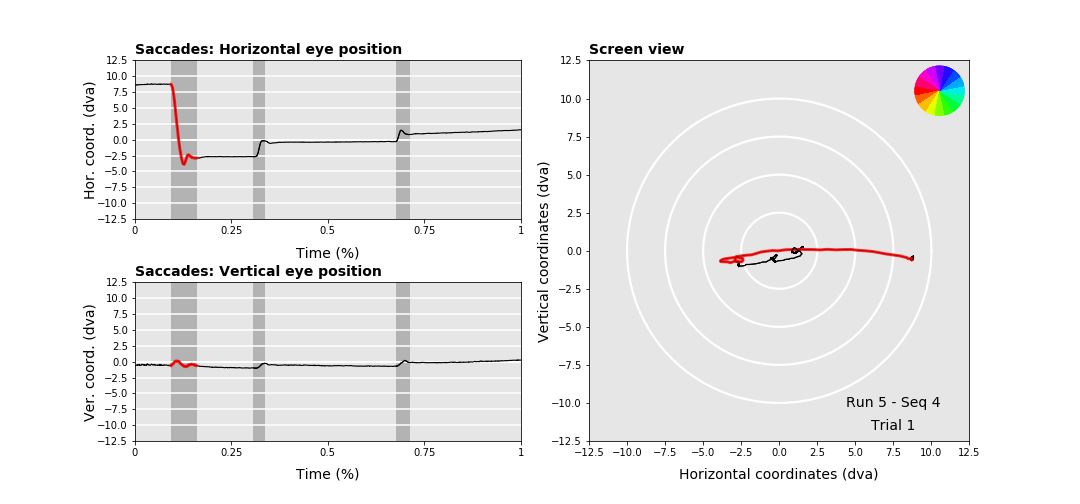 Saccades: Horizontal eye position
12.5
10.0
7.5
5.0
2.5
0.0
−2.5
−5.0
−7.5
−10.0
−12.5
Hor. coord. (dva)
0 0.25 0.5 0.75 1
Time (%)
Saccades: Vertical eye position
12.5
10.0
7.5
5.0
2.5
0.0
−2.5
−5.0
−7.5
−10.0
−12.5
Ver. coord. (dva)
0 0.25 0.5 0.75 1
Time (%)
Screen view
12.5
10.0
7.5
5.0
2.5
0.0
−2.5
−5.0
−7.5
−10.0
−12.5
Vertical coordinates (dva)
Run 5 - Seq 4
Trial 1
−12.5 −10.0 −7.5 −5.0 −2.5 0.0 2.5 5.0 7.5 10.0 12.5
Horizontal coordinates (dva)